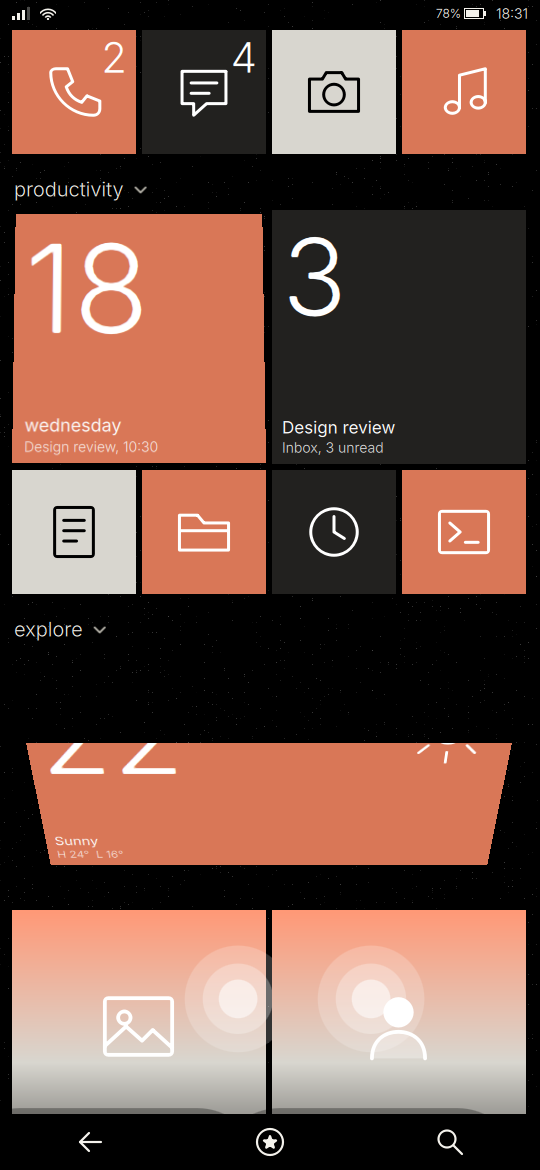 78% 18:31
2
4
productivity
18
wednesday
Design review, 10:30
3
Design review
Inbox, 3 unread
explore
22
Sunny
H 24° L 16°